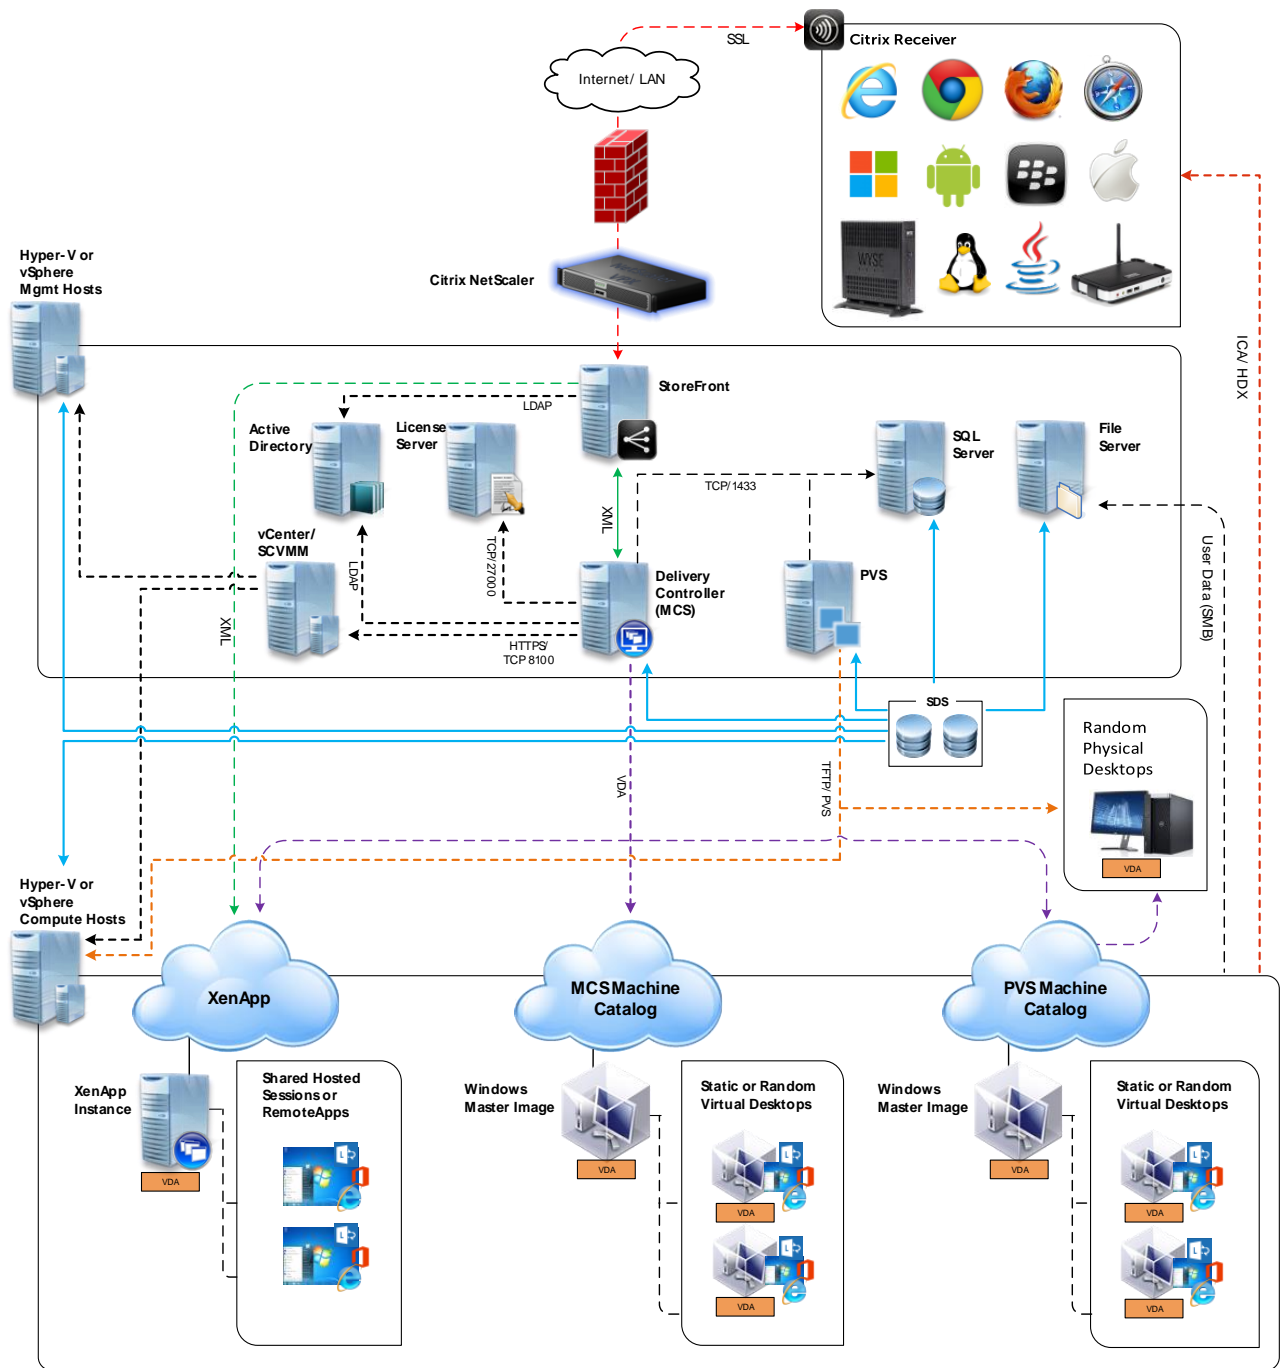 SSL
Citrix Receiver
Internet/ LAN
WYSE
Citrix NetScaler
Hyper-V or
vSphere
Mgmt Hosts
ICA/ HDX
StoreFront
LDAP
Active
Directory
License
Server
SQL
Server
File
Server
TCP/1433
XML
vCenter/
SCVMM
LDAP
TCP/27000
Delivery
Controller
(MCS)
PVS
User Data (SMB)
XML
HTTPS/
TCP 8100
SDS
Random
Physical
Desktops
VDA
TFTP/ PVS
VDA
Hyper-V or
vSphere
Compute Hosts
XenApp
MCS Machine
Catalog
PVS Machine
Catalog
XenApp
Instance
VDA
Shared Hosted
Sessions or
RemoteApps
Windows
Master Image
VDA
Static or Random
Virtual Desktops
VDA
VDA
Windows
Master Image
VDA
Static or Random
Virtual Desktops
VDA
VDA